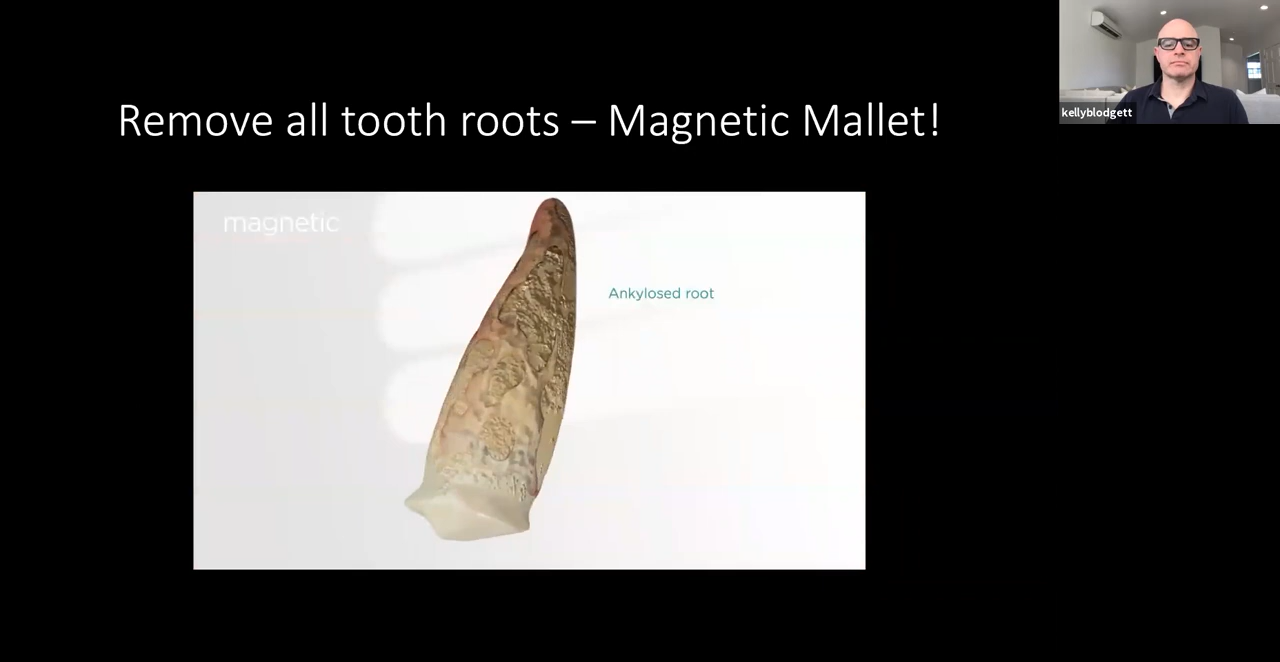 kellyblodgett
Remove all tooth roots – Magnetic Mallet!
magnetic
Ankylosed root